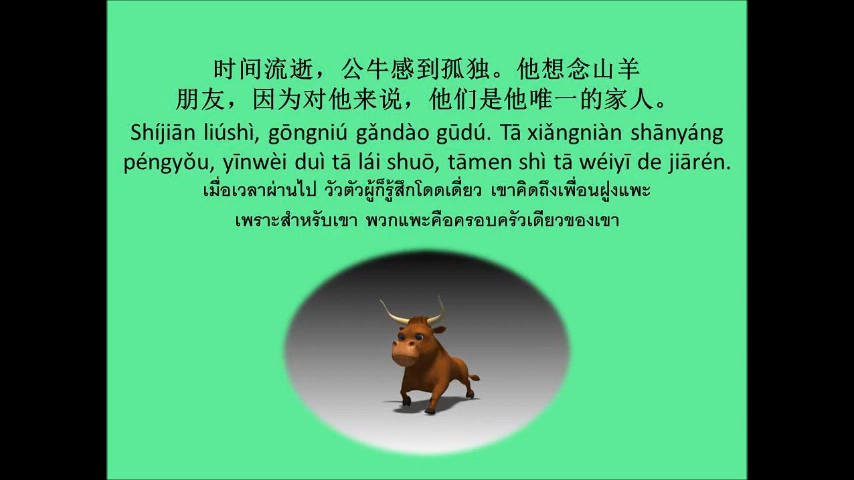 时间流逝，公牛感到孤独。他想念山羊
朋友，因为对他来说，他们是他唯一的家人。
Shíjiān liúshì, gōngniú gǎndào gūdú. Tā xiǎngniàn shānyáng
péngyǒu, yīnwèi duì tā lái shuō, tāmen shì tā wéiyī de jiārén.
เมื่อเวลาผ่านไป วัวตัวผู้ก็รู้สึกโดดเดี่ยว เขาคิดถึงเพื่อนฝูงแพะ
เพราะสำหรับเขา พวกแพะคือครอบครัวเดียวของเขา